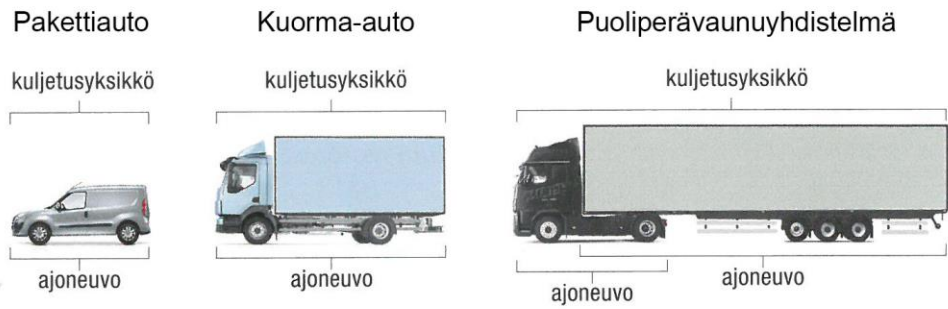 Pakettiauto
Kuorma-auto
Puoliperävaunuyhdistelmä
kuljetusyksikkö
kuljetusyksikkö
kuljetusyksikkö
ajoneuvo
ajoneuvo
ajoneuvo
ajoneuvo